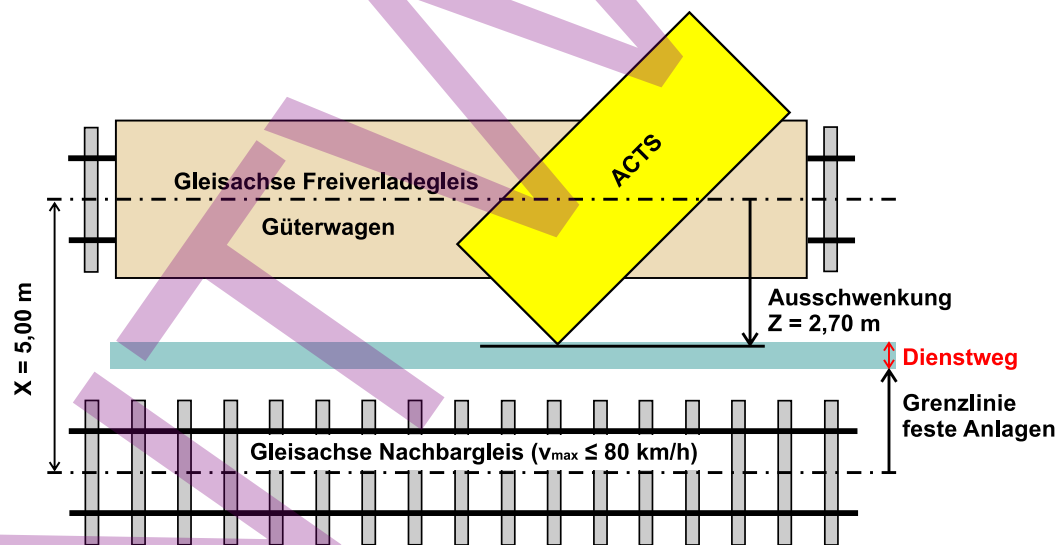 ACTS
Gleisachse Freiverladegleis
Güterwagen
X = 5,00 m
Ausschwenkung
Z = 2,70 m
Dienstweg
Grenzlinie
feste Anlagen
Gleisachse Nachbargleis (vmax ≤ 80 km/h)